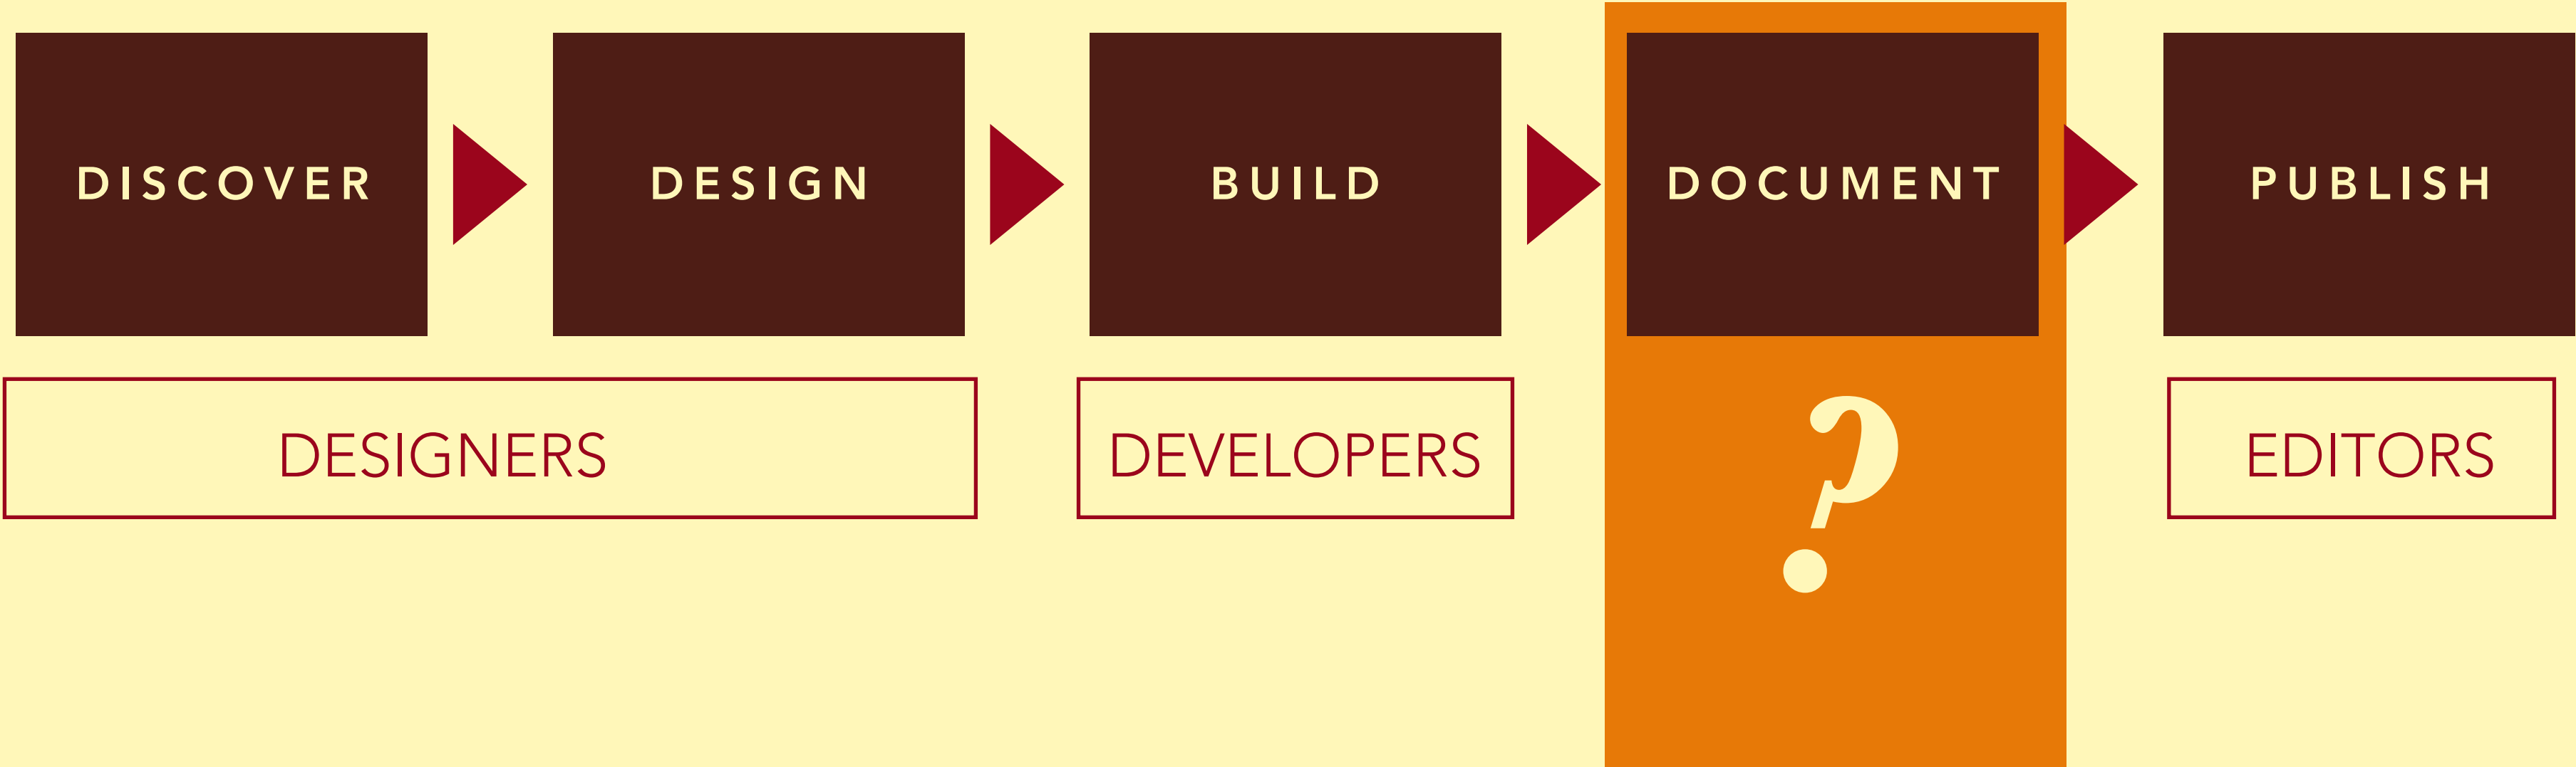 DISCOVER
DESIGN
BUILD
DOCUMENT
PUBLISH
DESIGNERS
DEVELOPERS
?
EDITORS